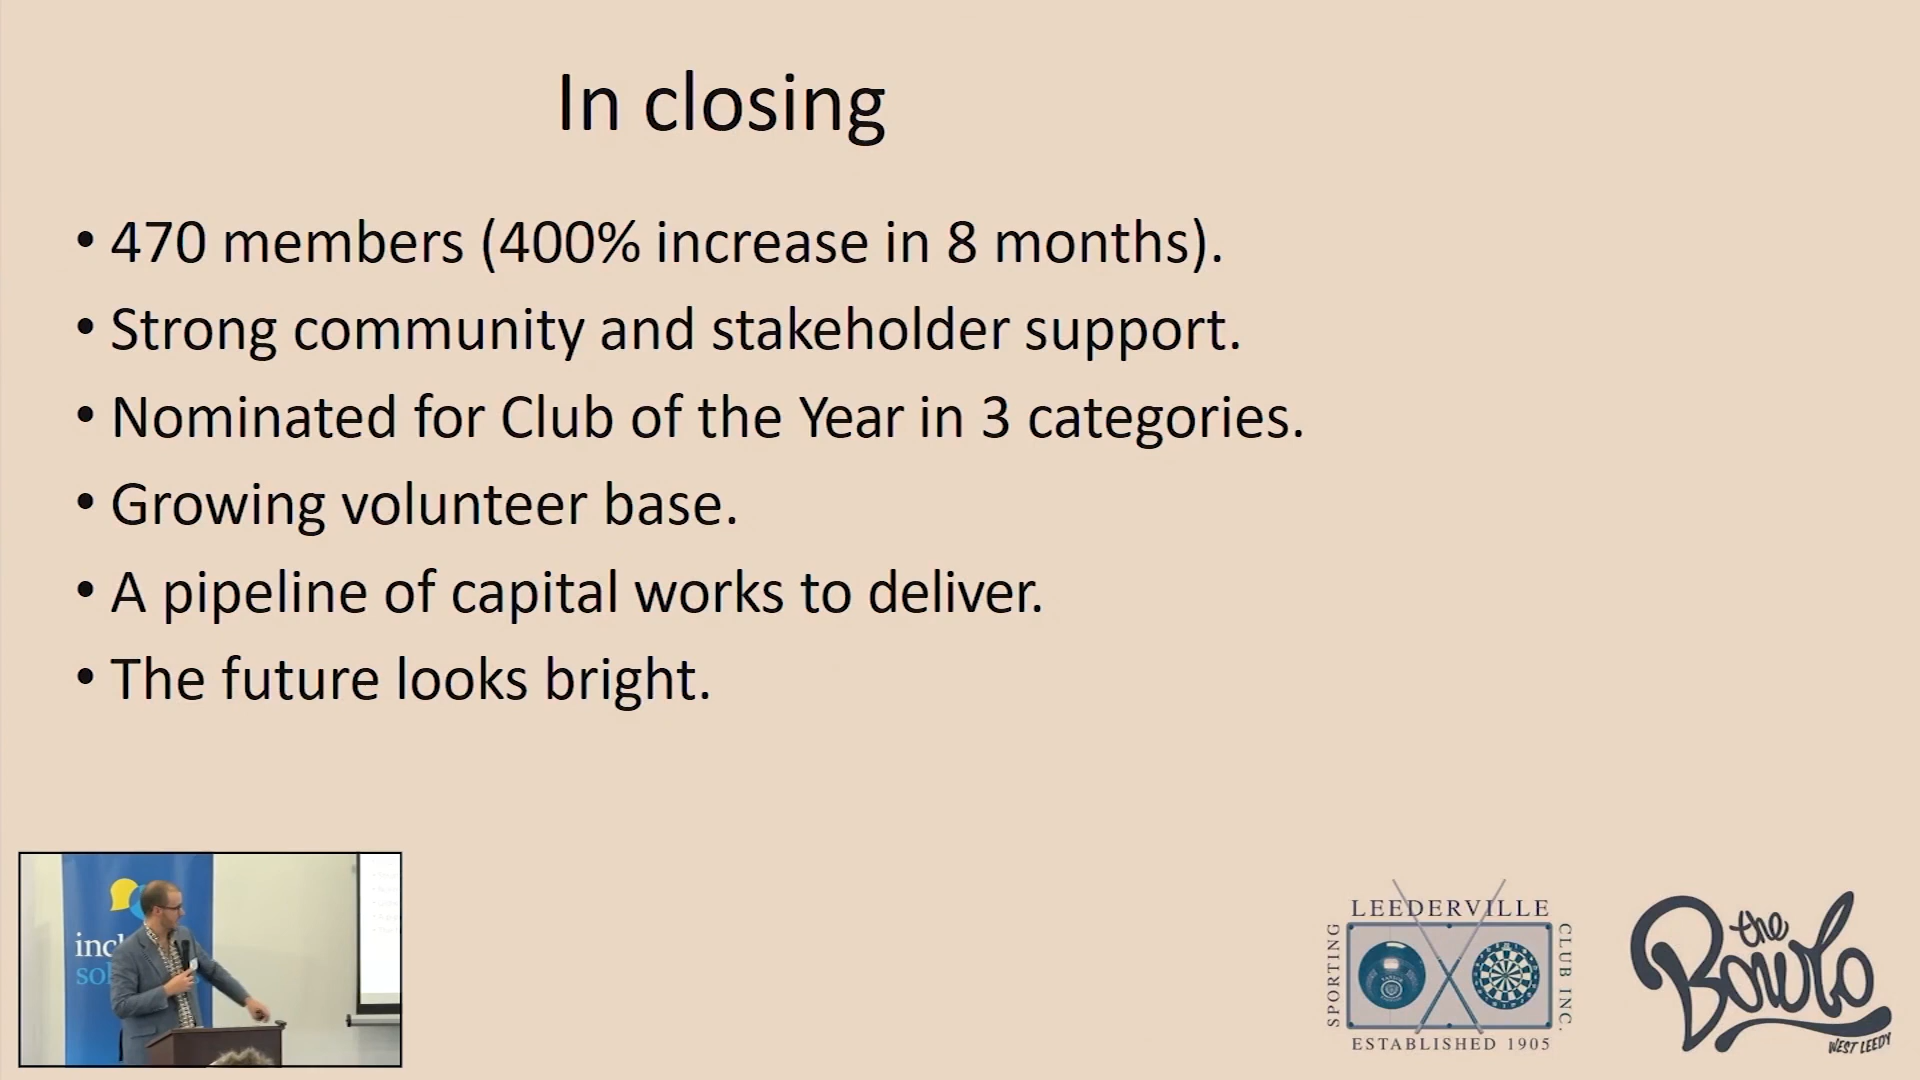 In closing
• 470 members (400% increase in 8 months).
• Strong community and stakeholder support.
• Nominated for Club of the Year in 3 categories.
• Growing volunteer base.
• A pipeline of capital works to deliver.
• The future looks bright.
LEEDERVILLE
SPORTING
CLUB INC.
ESTABLISHED 1905
the
Bowlo
WEST LEEDY